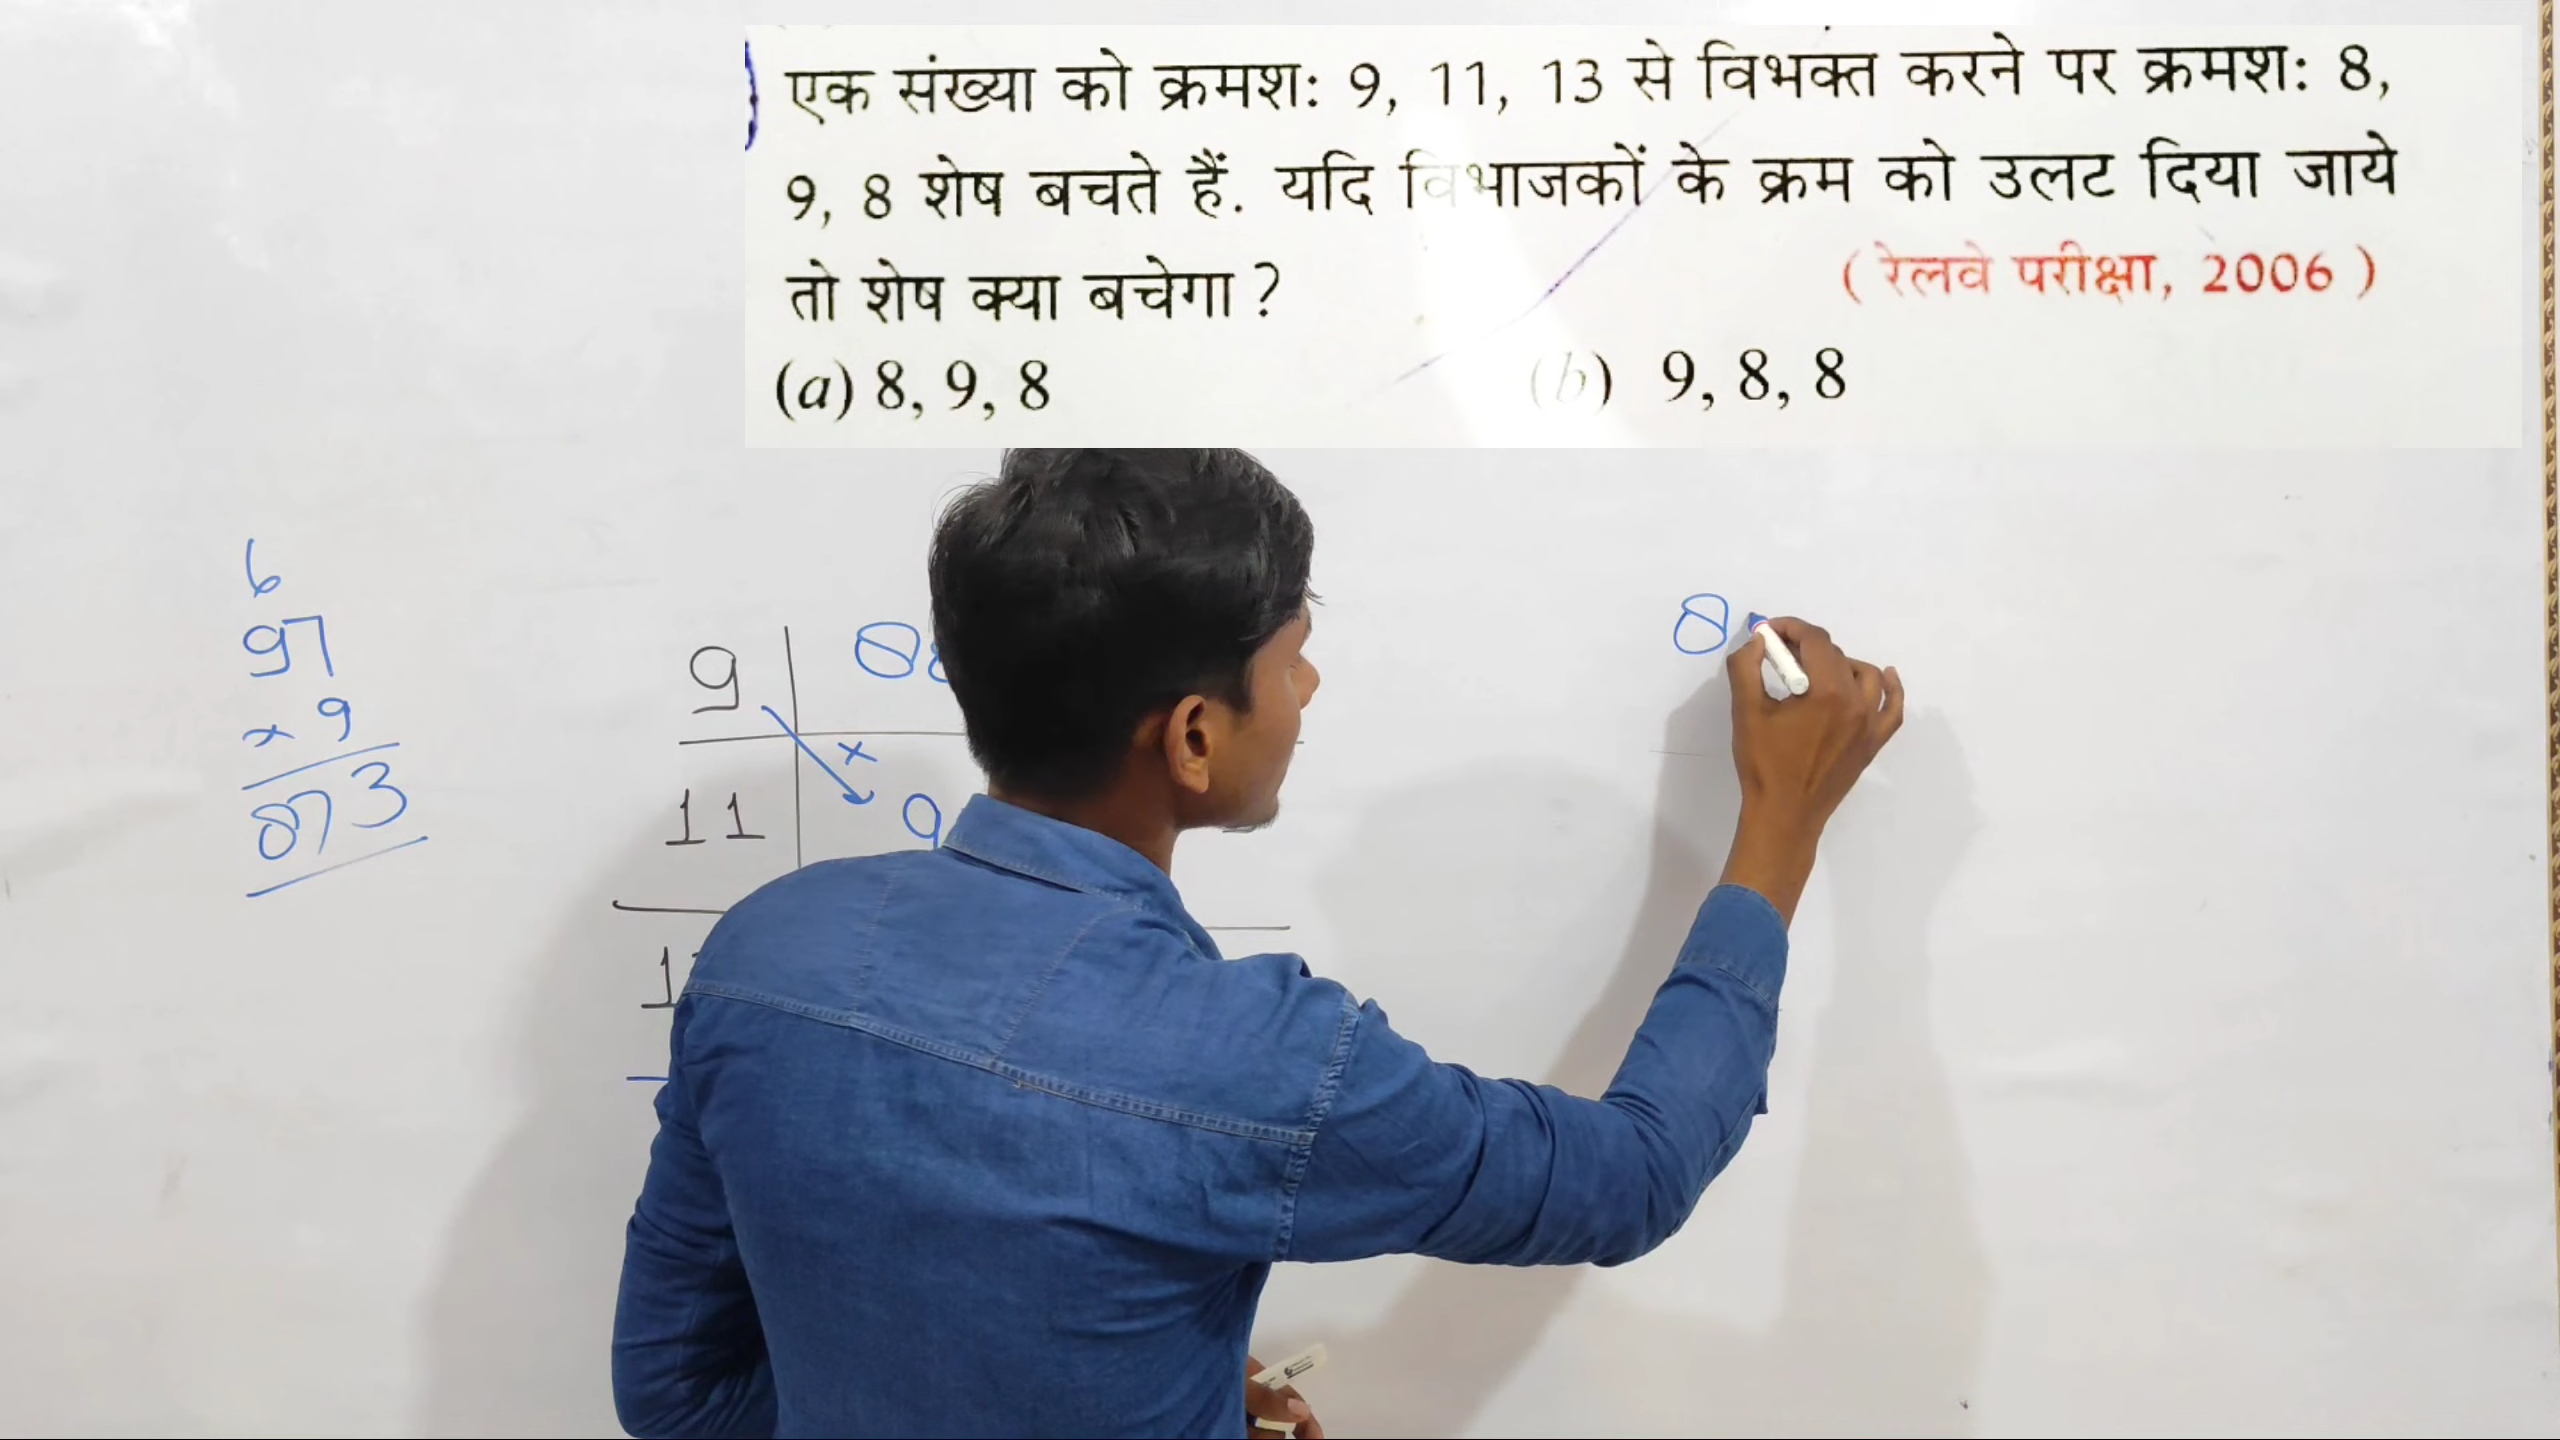 एक संख्या को क्रमश: 9, 11, 13 से विभक्त करने पर क्रमश: 8,
9, 8 शेष बचते हैं. यदि विभाजकों के क्रम को उलट दिया जाये
तो शेष क्या बचेगा ? ( रेलवे परीक्षा, 2006 )
(a) 8, 9, 8 (b) 9, 8, 8
6
97
× 9
873
9
×
11 9
8